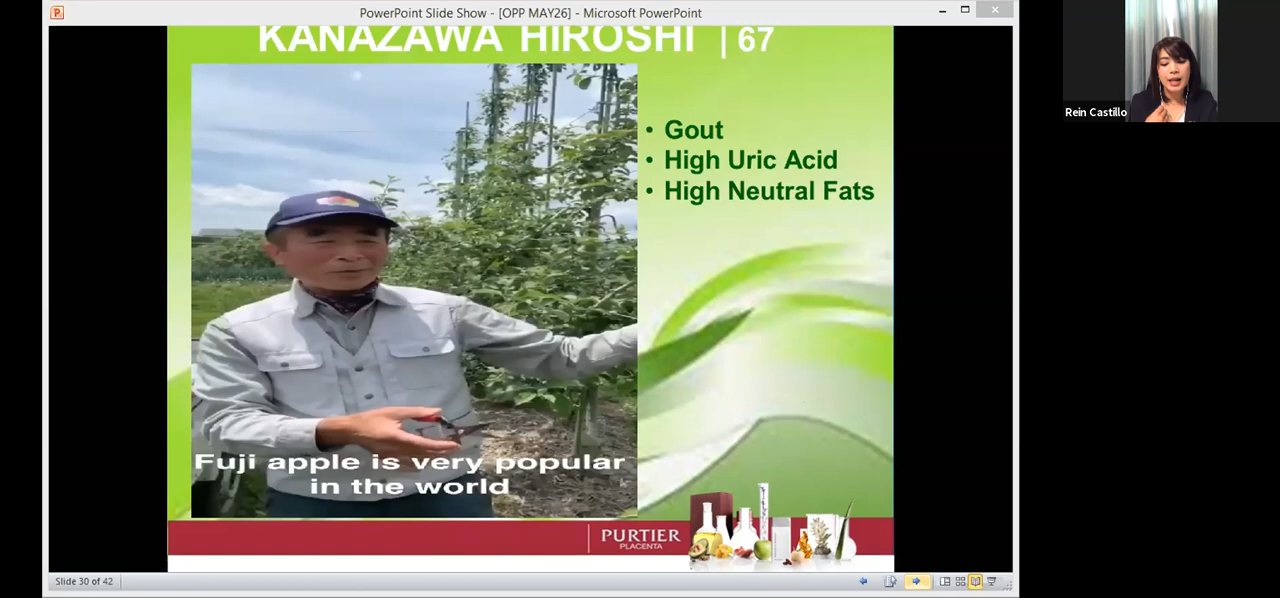 PowerPoint Slide Show - [OPP MAY26] - Microsoft PowerPoint
KANAZAWA HIROSHI | 67
• Gout
• High Uric Acid
• High Neutral Fats
Fuji apple is very popular
in the world
PURTIER
PLACENTA
Slide 30 of 42
Rein Castillo